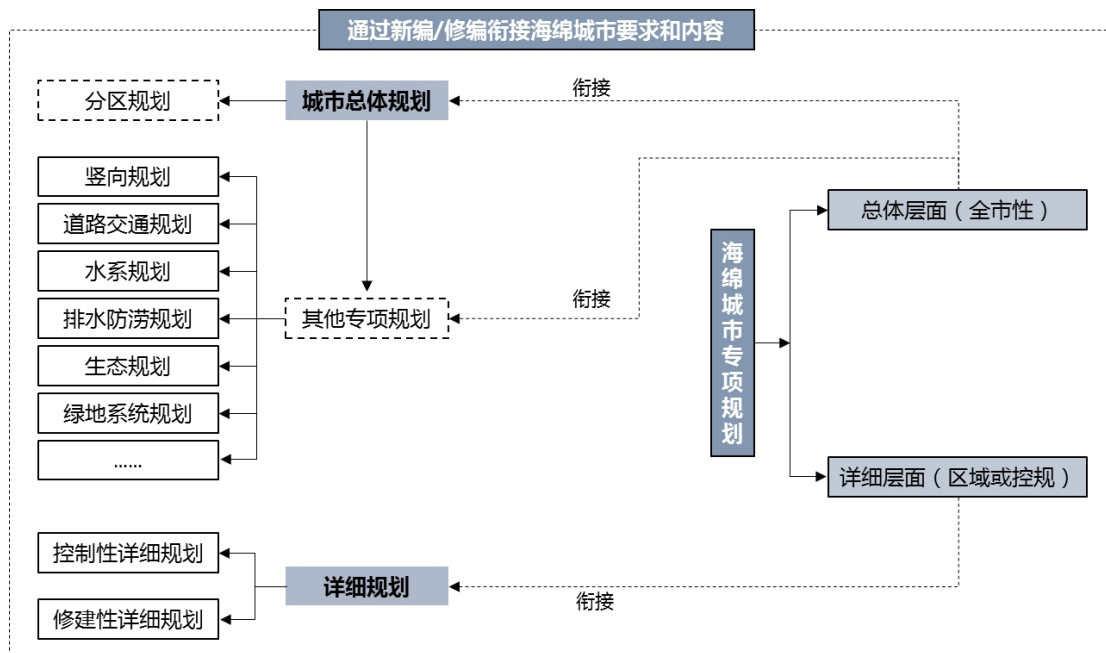 通过新编/修编衔接海绵城市要求和内容
分区规划
城市总体规划
衔接
竖向规划
道路交通规划
水系规划
排水防涝规划
生态规划
绿地系统规划
……
其他专项规划
衔接
海绵城市专项规划
总体层面（全市性）
详细层面（区域或控规）
控制性详细规划
修建性详细规划
详细规划
衔接